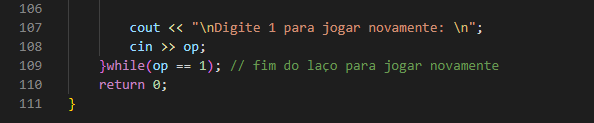 106
107 cout << "\nDigite 1 para jogar novamente: \n";
108 cin >> op;
109 }while(op == 1); // fim do laço para jogar novamente
110 return 0;
111 }